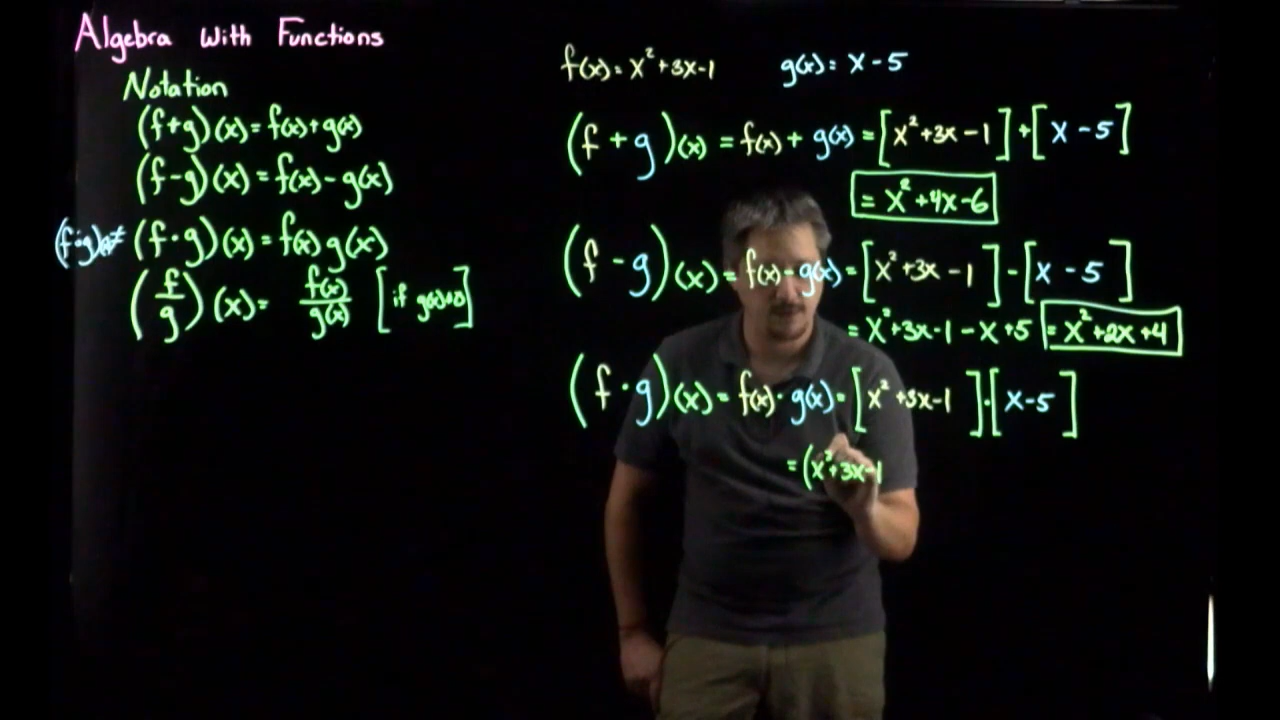 Algebra with Functions
Notation
(f+g)(x)=f(x)+g(x)
(f-g)(x)=f(x)-g(x)
(f∘g)(x)≠ (f·g)(x)=f(x)g(x)
(f/g)(x)= f(x)/g(x) [if g(x)≠0]
f(x)=x²+3x-1 g(x)=x-5
(f+g)(x)=f(x)+g(x)=[x²+3x-1]+[x-5]
=x²+4x-6
(f-g)(x)=f(x)-g(x)=[x²+3x-1]-[x-5]
=x²+3x-1-x+5 =x²+2x+4
(f·g)(x)=f(x)·g(x)=[x²+3x-1]·[x-5]
=(x²+3x-1